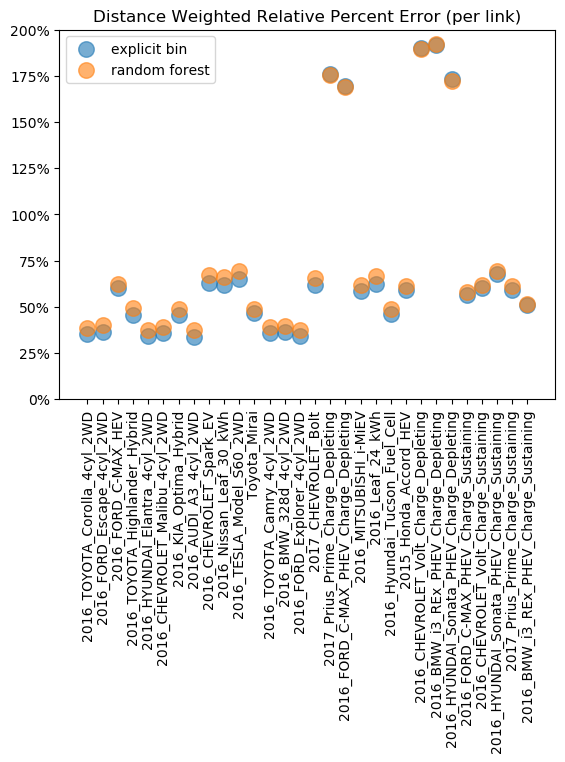 Distance Weighted Relative Percent Error (per link)
200%
175%
150%
125%
100%
75%
50%
25%
0%
explicit bin
random forest
2016_TOYOTA_Corolla_4cyl_2WD
2016_FORD_Escape_4cyl_2WD
2016_FORD_C-MAX_HEV
2016_TOYOTA_Highlander_Hybrid
2016_HYUNDAI_Elantra_4cyl_2WD
2016_CHEVROLET_Malibu_4cyl_2WD
2016_KIA_Optima_Hybrid
2016_AUDI_A3_4cyl_2WD
2016_CHEVROLET_Spark_EV
2016_Nissan_Leaf_30_kWh
2016_TESLA_Model_S60_2WD
Toyota_Mirai
2016_TOYOTA_Camry_4cyl_2WD
2016_BMW_328d_4cyl_2WD
2016_FORD_Explorer_4cyl_2WD
2017_CHEVROLET_Bolt
2017_Prius_Prime_Charge_Depleting
2016_FORD_C-MAX_PHEV_Charge_Depleting
2016_MITSUBISHI_i-MiEV
2016_Leaf_24_kWh
2016_Hyundai_Tucson_Fuel_Cell
2015_Honda_Accord_HEV
2016_CHEVROLET_Volt_Charge_Depleting
2016_BMW_i3_REx_PHEV_Charge_Depleting
2016_HYUNDAI_Sonata_PHEV_Charge_Depleting
2016_FORD_C-MAX_PHEV_Charge_Sustaining
2016_CHEVROLET_Volt_Charge_Sustaining
2016_HYUNDAI_Sonata_PHEV_Charge_Sustaining
2017_Prius_Prime_Charge_Sustaining
2016_BMW_i3_REx_PHEV_Charge_Sustaining